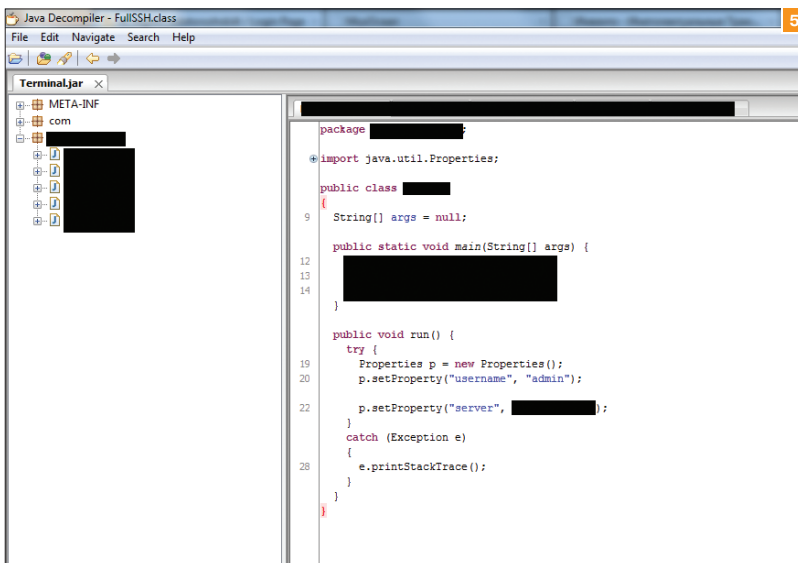 Java Decompiler - FullSSH.class
5
File Edit Navigate Search Help
Terminal.jar
META-INF
com
package ;
import java.util.Properties;
public class
{
9 String[] args = null;
public static void main(String[] args) {
12
13
14
}
public void run() {
try {
19 Properties p = new Properties();
20 p.setProperty("username", "admin");
22 p.setProperty("server", );
}
catch (Exception e)
{
28 e.printStackTrace();
}
}
}